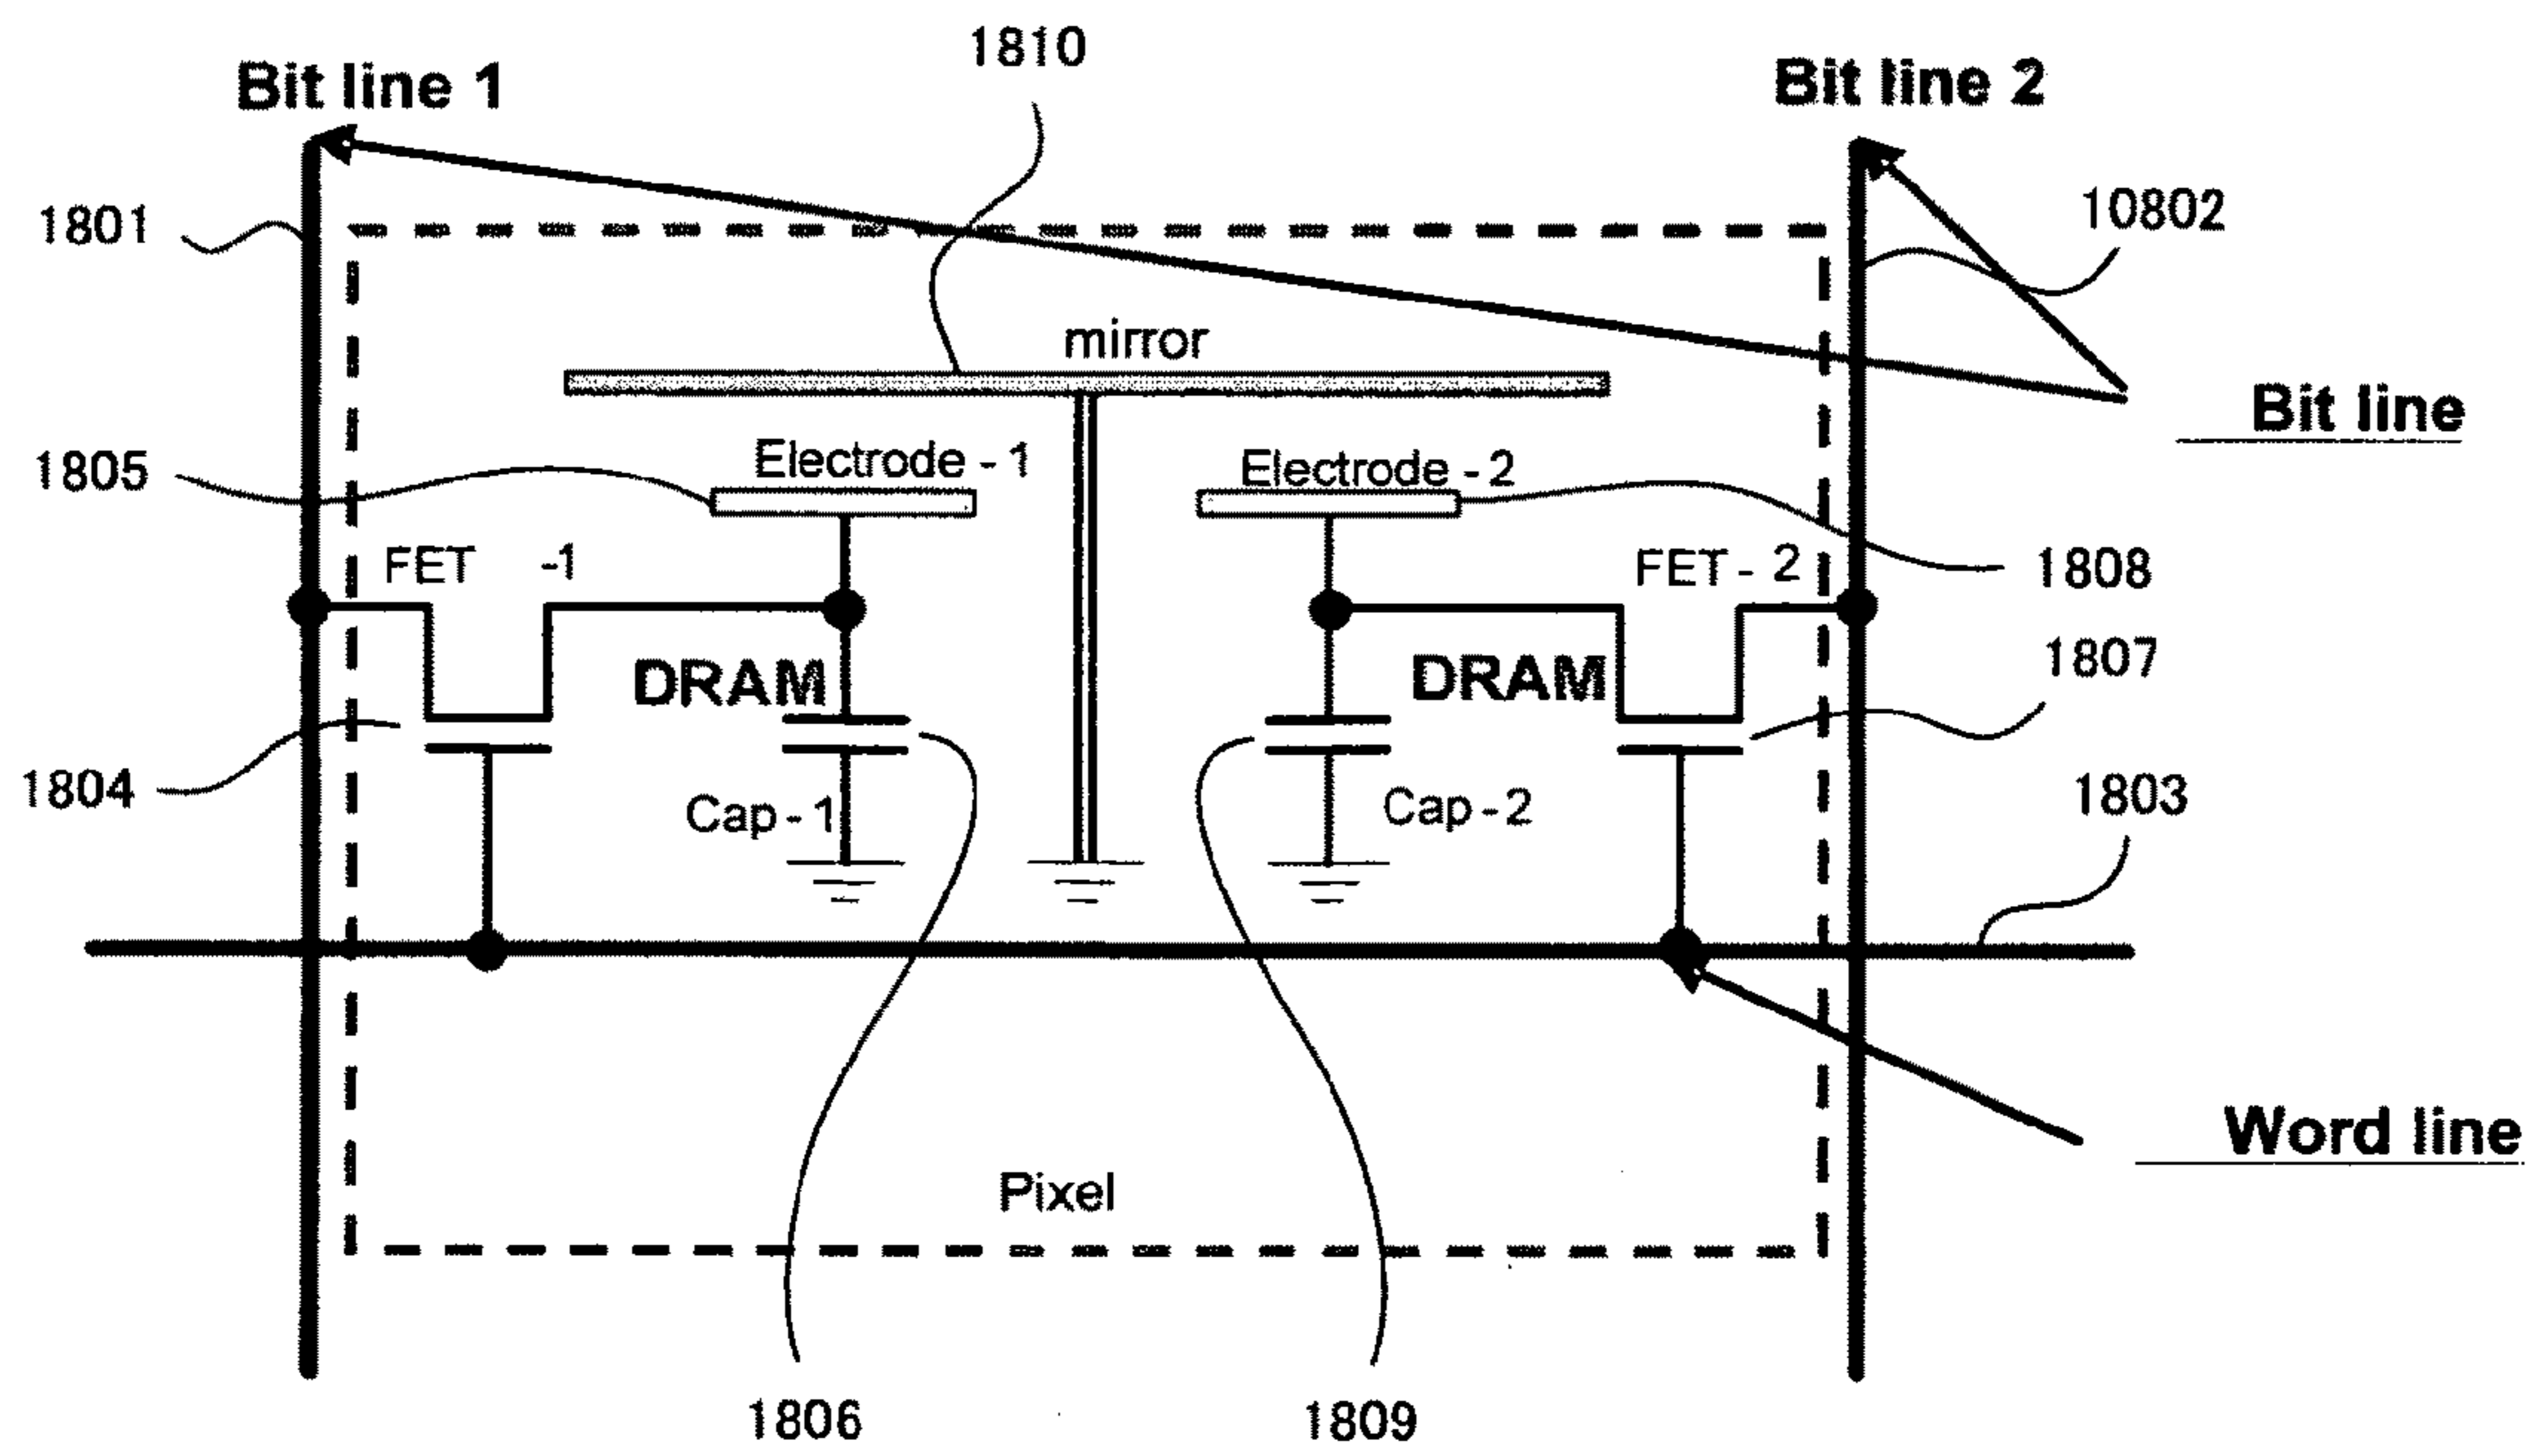 1810
Bit line 1
Bit line 2
1801
10802
mirror
Bit line
1805
Electrode - 1
Electrode - 2
FET -1
FET - 2
1808
DRAM
DRAM
1807
1804
Cap - 1
Cap - 2
1803
Word line
Pixel
1806
1809